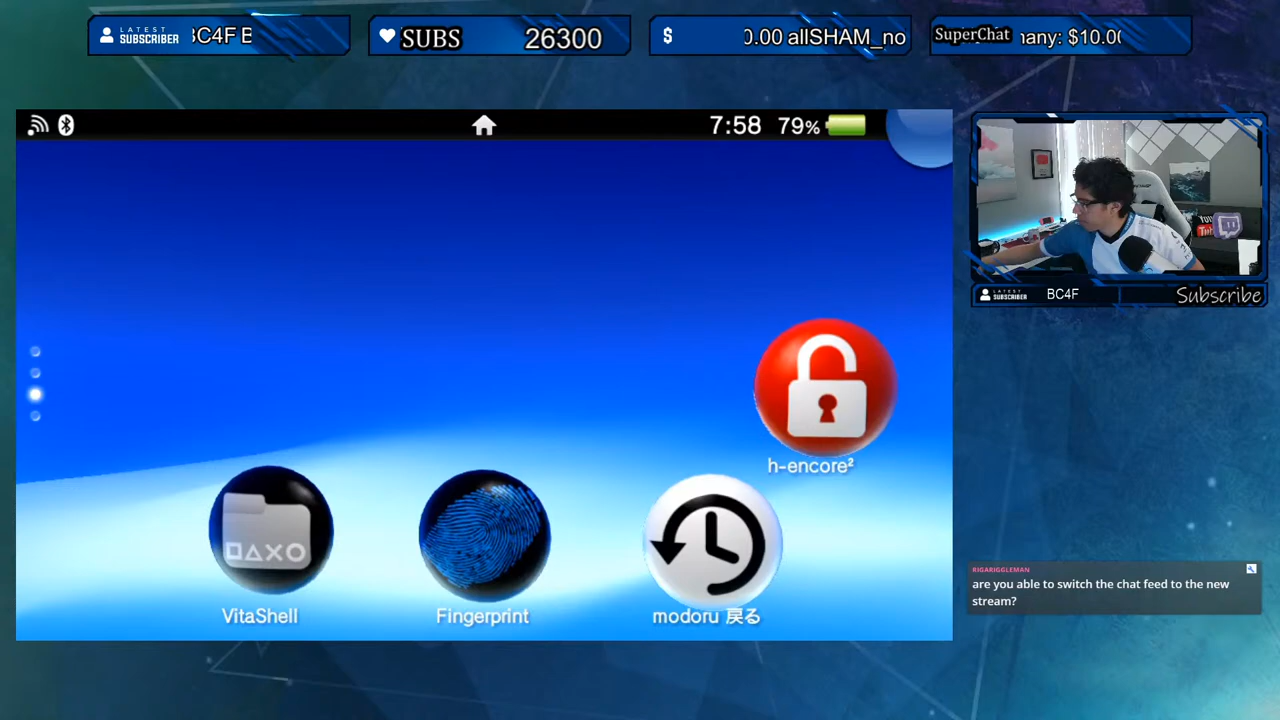 LATEST
SUBSCRIBER
BC4F B
SUBS 26300
$ 0.00 allSHAM_no
SuperChat any: $10.0
7:58 79%
LATEST
SUBSCRIBER
BC4F
Subscribe
h-encore²
VitaShell
Fingerprint
modoru 戻る
RIGARIGGLEMAN
are you able to switch the chat feed to the new
stream?